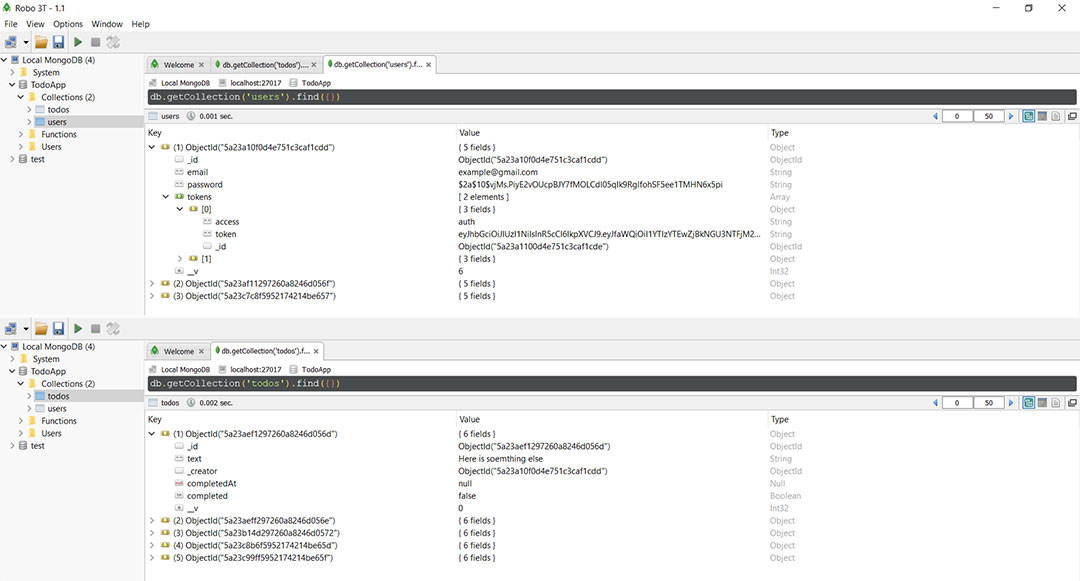 Robo 3T - 1.1
File View Options Window Help
Local MongoDB (4)
System
TodoApp
Collections (2)
todos
users
Functions
Users
test
Welcome db.getCollection('todos').... db.getCollection('users').f...
Local MongoDB localhost:27017 TodoApp
db.getCollection('users').find({})
users 0.001 sec. 0 50
Key Value Type
(1) ObjectId("5a23a10f0d4e751c3caf1cdd") { 5 fields } Object
_id ObjectId("5a23a10f0d4e751c3caf1cdd") ObjectId
email example@gmail.com String
password String
tokens [ 2 elements ] Array
[0] { 3 fields } Object
access auth String
token String
_id ObjectId("5a23a1100d4e751c3caf1cde") ObjectId
[1] { 3 fields } Object
__v 6 Int32
(2) ObjectId("5a23af11297260a8246d056f") { 5 fields } Object
(3) ObjectId("5a23c7c8f5952174214be657") { 5 fields } Object
Local MongoDB (4)
System
TodoApp
Collections (2)
todos
users
Functions
Users
test
Welcome db.getCollection('todos').f...
Local MongoDB localhost:27017 TodoApp
db.getCollection('todos').find({})
todos 0.002 sec. 0 50
Key Value Type
(1) ObjectId("5a23aef1297260a8246d056d") { 6 fields } Object
_id ObjectId("5a23aef1297260a8246d056d") ObjectId
text Here is soemthing else String
_creator ObjectId("5a23a10f0d4e751c3caf1cdd") ObjectId
completedAt null Null
completed false Boolean
__v 0 Int32
(2) ObjectId("5a23aeff297260a8246d056e") { 6 fields } Object
(3) ObjectId("5a23b14d297260a8246d0572") { 6 fields } Object
(4) ObjectId("5a23c8b6f5952174214be65d") { 6 fields } Object
(5) ObjectId("5a23c99ff5952174214be65f") { 6 fields } Object